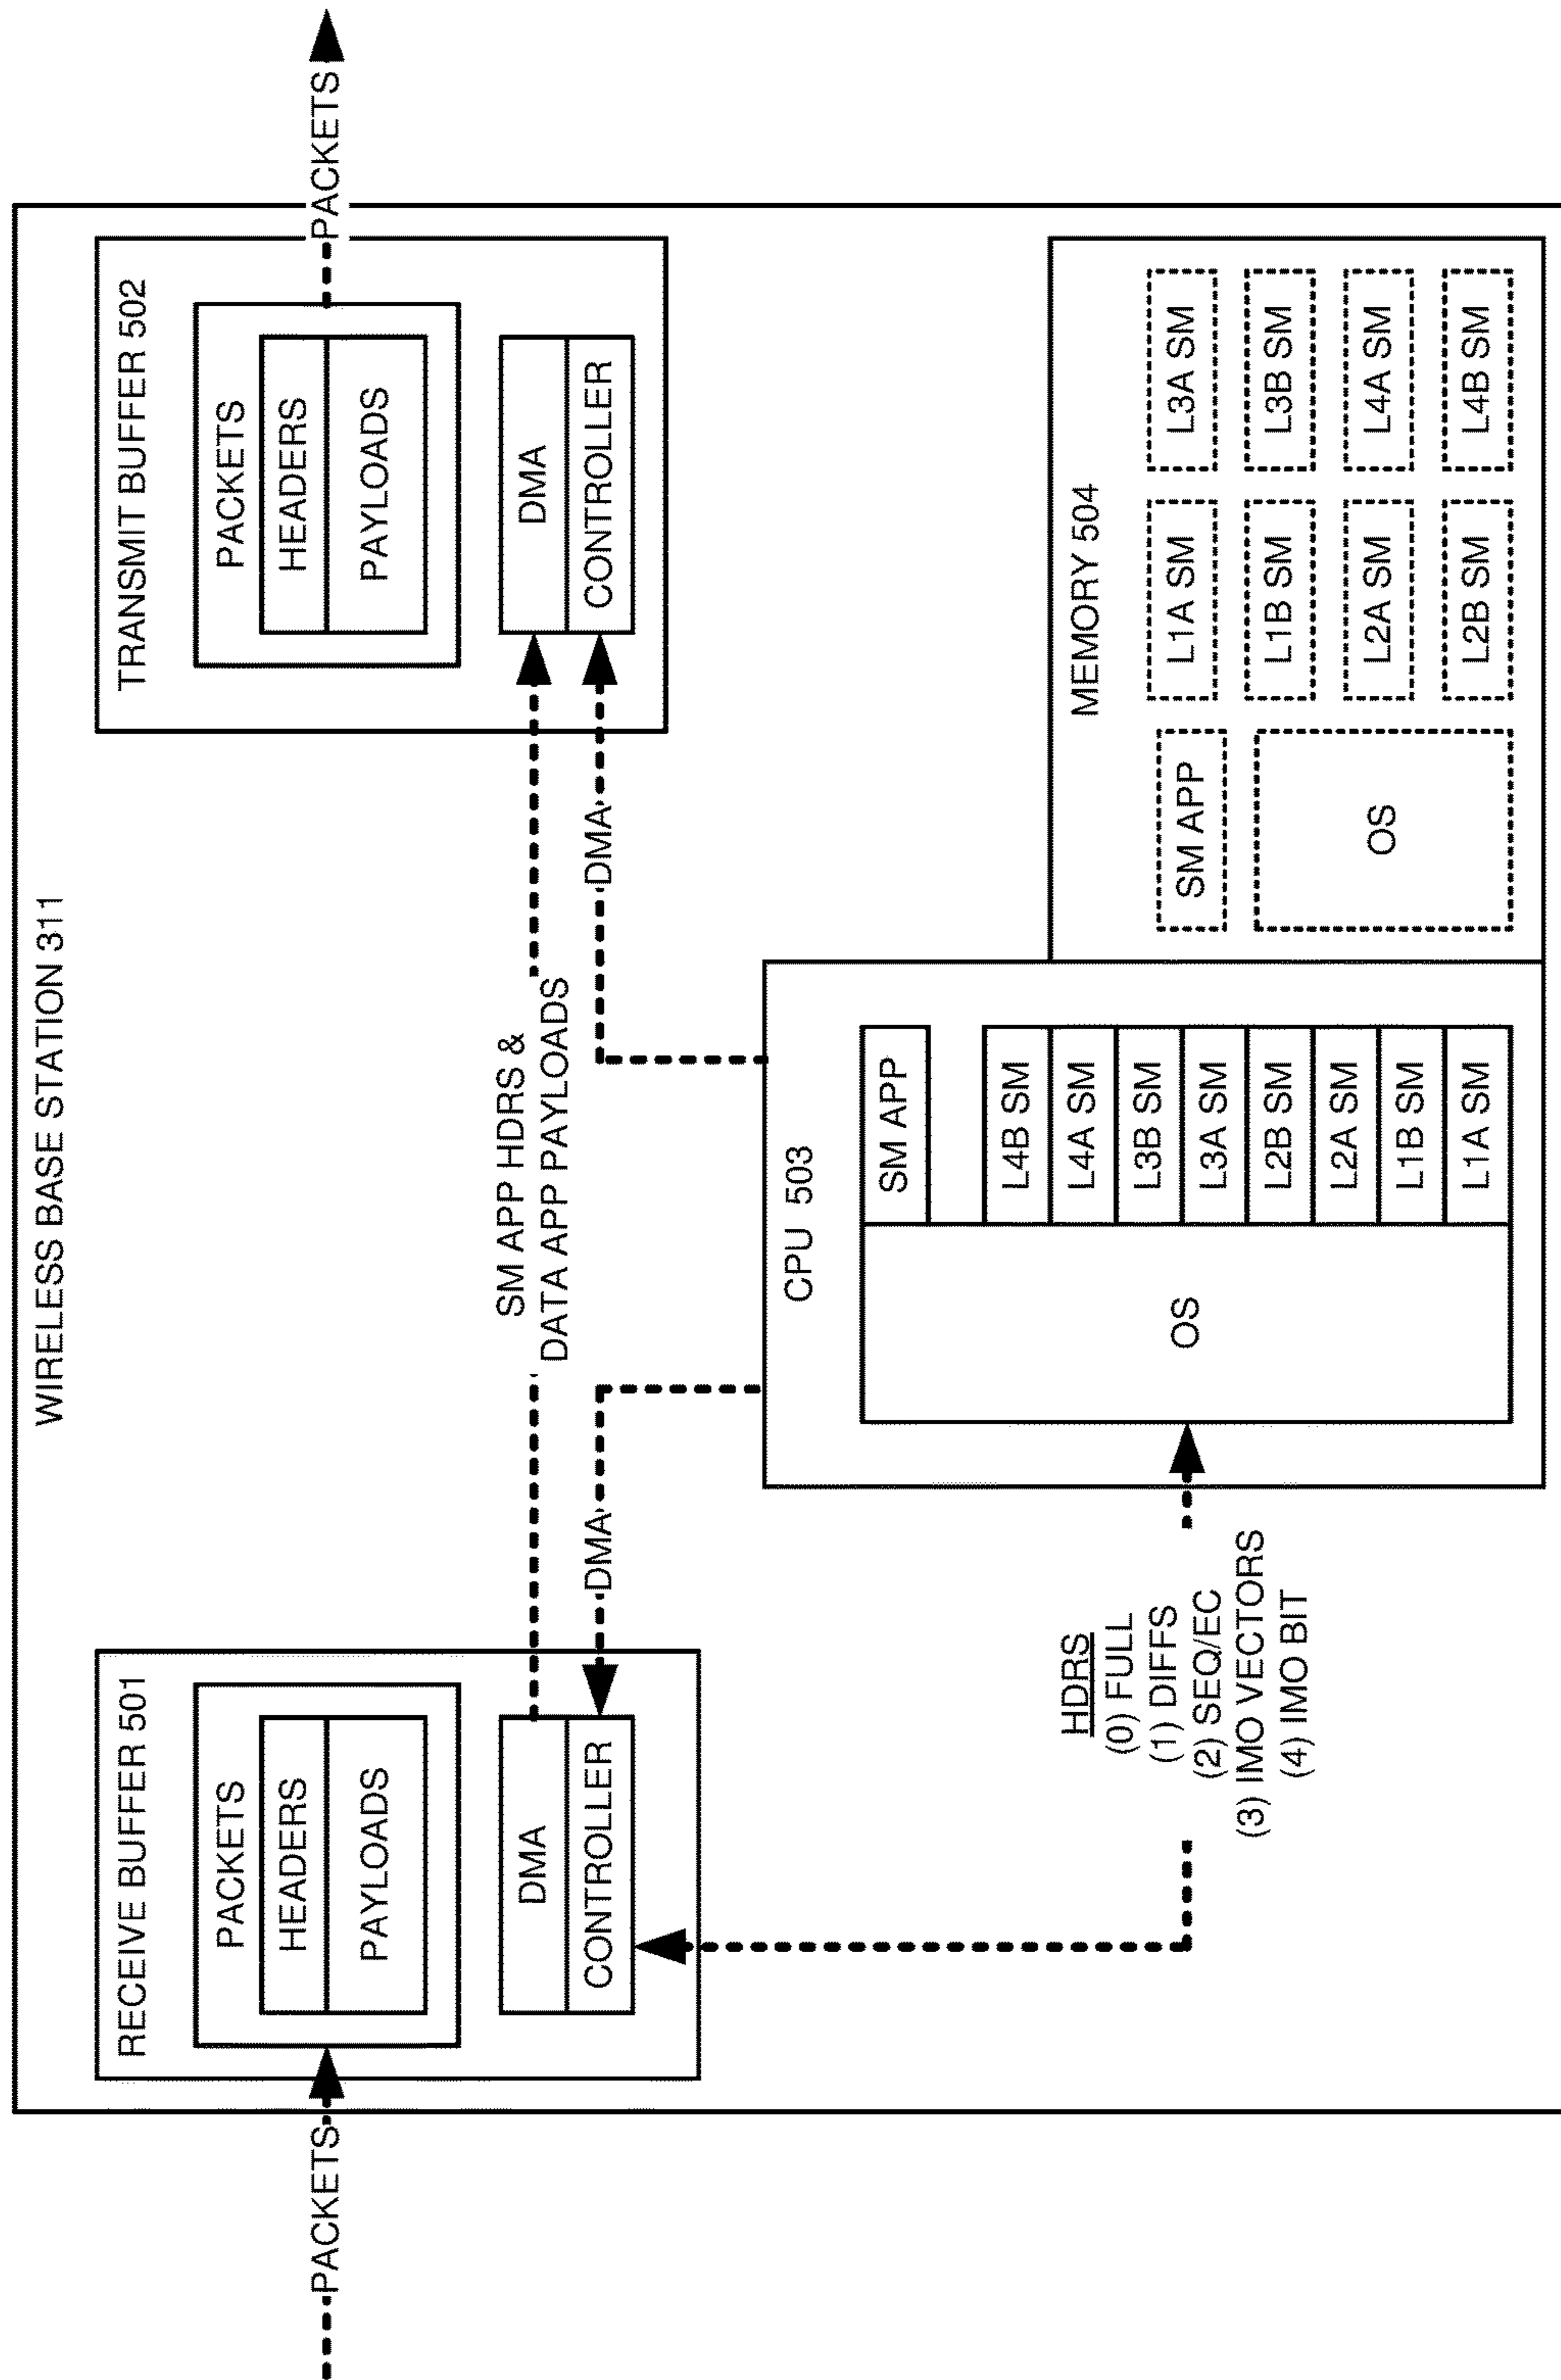 WIRELESS BASE STATION 311
PACKETS
RECEIVE BUFFER 501
PACKETS
HEADERS
PAYLOADS
DMA
CONTROLLER
TRANSMIT BUFFER 502
PACKETS
HEADERS
PAYLOADS
DMA
CONTROLLER
PACKETS
SM APP HDRS &
DATA APP PAYLOADS
DMA
DMA
HDRS
(0) FULL
(1) DIFFS
(2) SEQ/EC
(3) IMO VECTORS
(4) IMO BIT
CPU 503
OS
SM APP
L4B SM
L4A SM
L3B SM
L3A SM
L2B SM
L2A SM
L1B SM
L1A SM
MEMORY 504
SM APP
OS
L1A SM
L1B SM
L2A SM
L2B SM
L3A SM
L3B SM
L4A SM
L4B SM